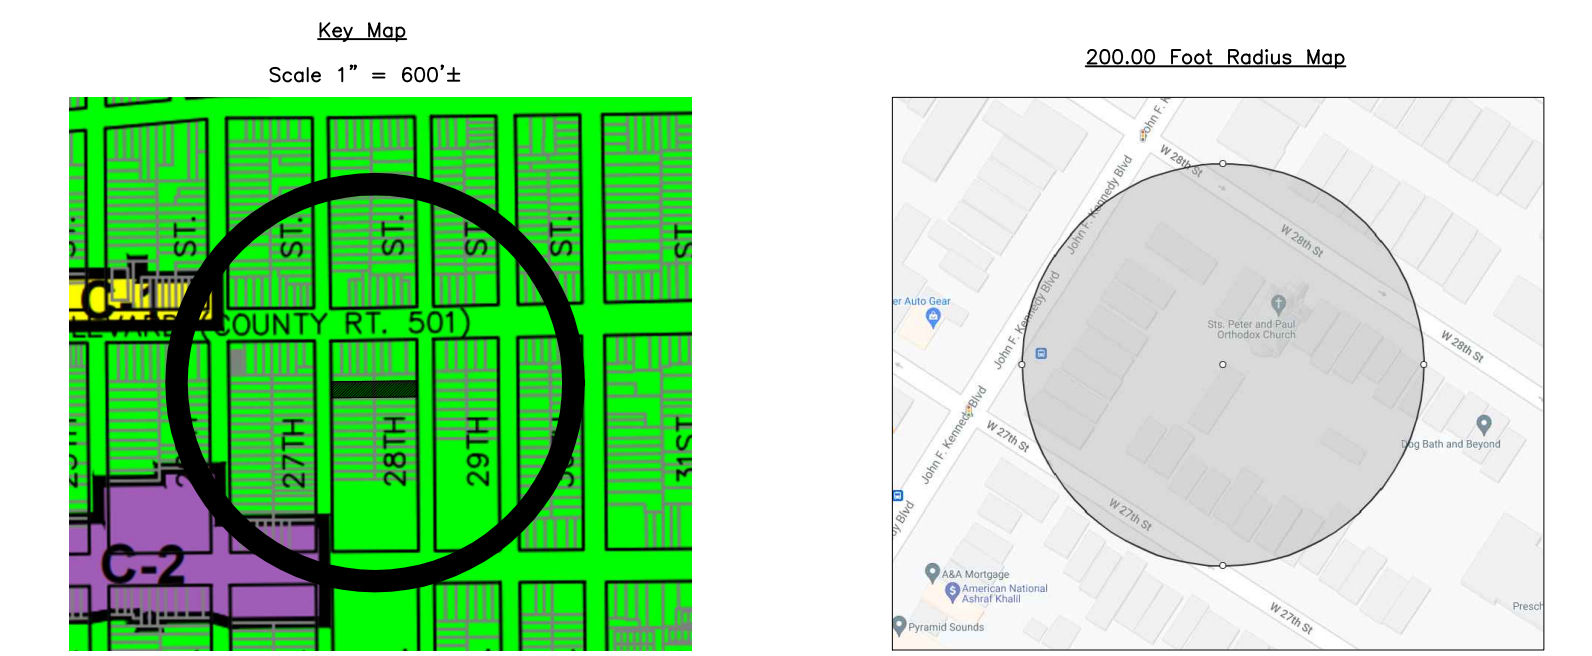 Key Map
Scale 1" = 600'±
ST.
ST.
ST.
ST.
ST.
ST
C-1
(COUNTY RT. 501)
27TH
28TH
29TH
31ST
C-2
200.00 Foot Radius Map
John F. K
W 28th St
John F. Kennedy Blvd
W 28th St
John F. Kennedy Blvd
er Auto Gear
Sts. Peter and Paul
Orthodox Church
W 28th St
John F. Kennedy Blvd
W 27th St
Dog Bath and Beyond
W 27th St
dy Blvd
A&A Mortgage
American National
Ashraf Khalil
Presch
W 27th St
Pyramid Sounds